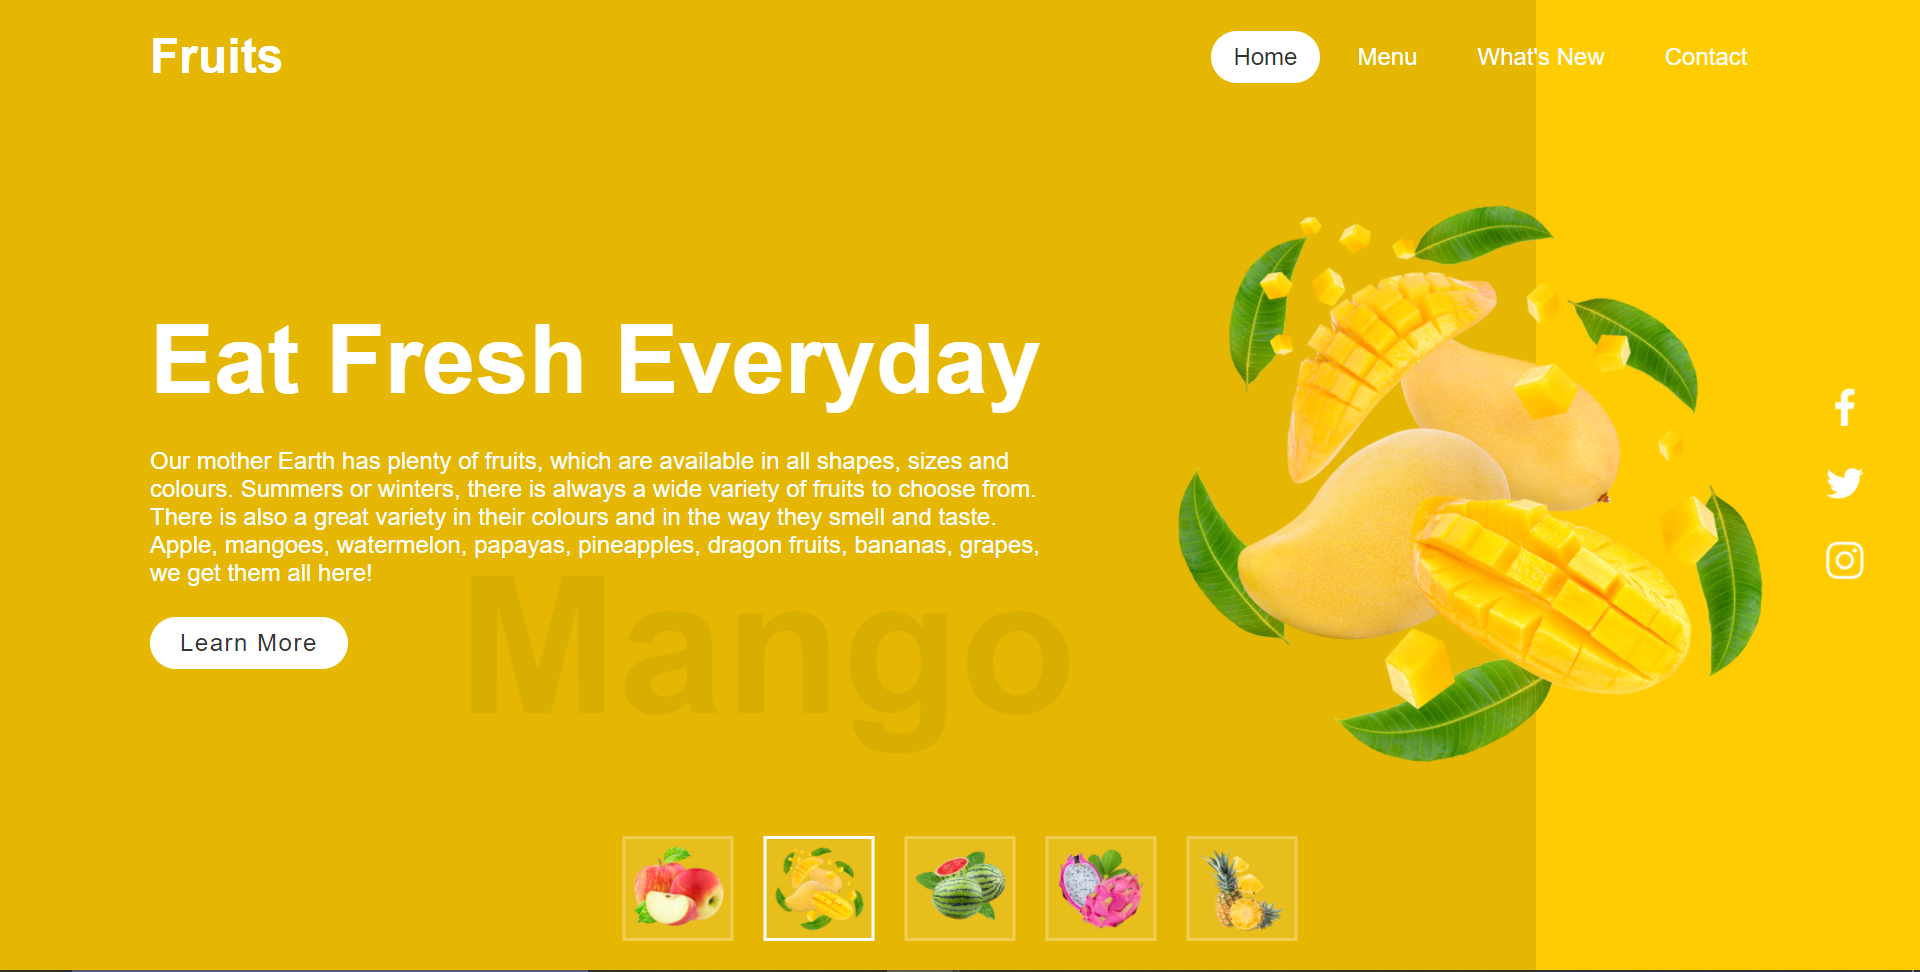 Fruits
Home
Menu
What's New
Contact
Eat Fresh Everyday
Our mother Earth has plenty of fruits, which are available in all shapes, sizes and
colours. Summers or winters, there is always a wide variety of fruits to choose from.
There is also a great variety in their colours and in the way they smell and taste.
Apple, mangoes, watermelon, papayas, pineapples, dragon fruits, bananas, grapes,
we get them all here!
Mango
Learn More